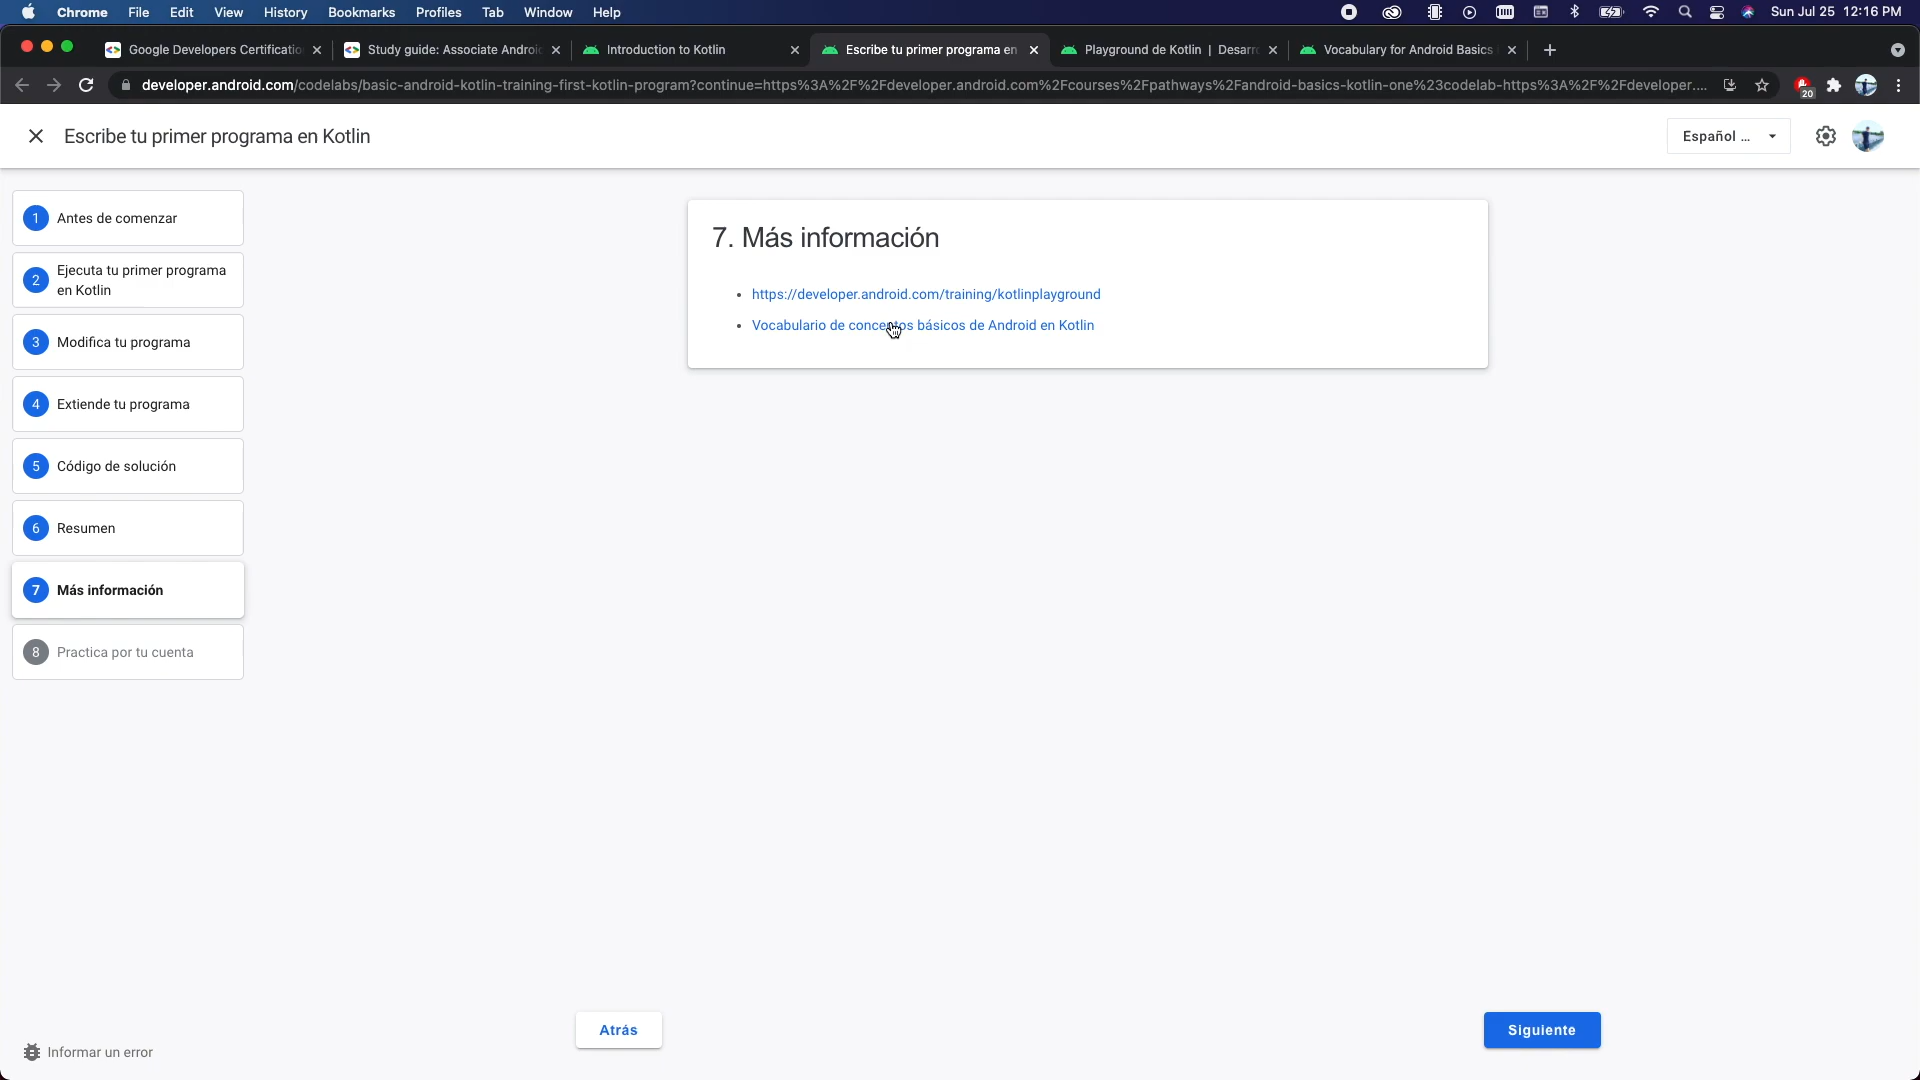 Chrome File Edit View History Bookmarks Profiles Tab Window Help Sun Jul 25 12:16 PM
Google Developers Certificatio Study guide: Associate Androi Introduction to Kotlin Escribe tu primer programa en Playground de Kotlin | Desarr Vocabulary for Android Basics
developer.android.com/codelabs/basic-android-kotlin-training-first-kotlin-program?continue=https%3A%2F%2Fdeveloper.android.com%2Fcourses%2Fpathways%2Fandroid-basics-kotlin-one%23codelab-https%3A%2F%2Fdeveloper.... 20
Escribe tu primer programa en Kotlin Español ...
1 Antes de comenzar
2 Ejecuta tu primer programa
en Kotlin
3 Modifica tu programa
4 Extiende tu programa
5 Código de solución
6 Resumen
7 Más información
8 Practica por tu cuenta
7. Más información
• https://developer.android.com/training/kotlinplayground
• Vocabulario de conceptos básicos de Android en Kotlin
Atrás Siguiente
Informar un error